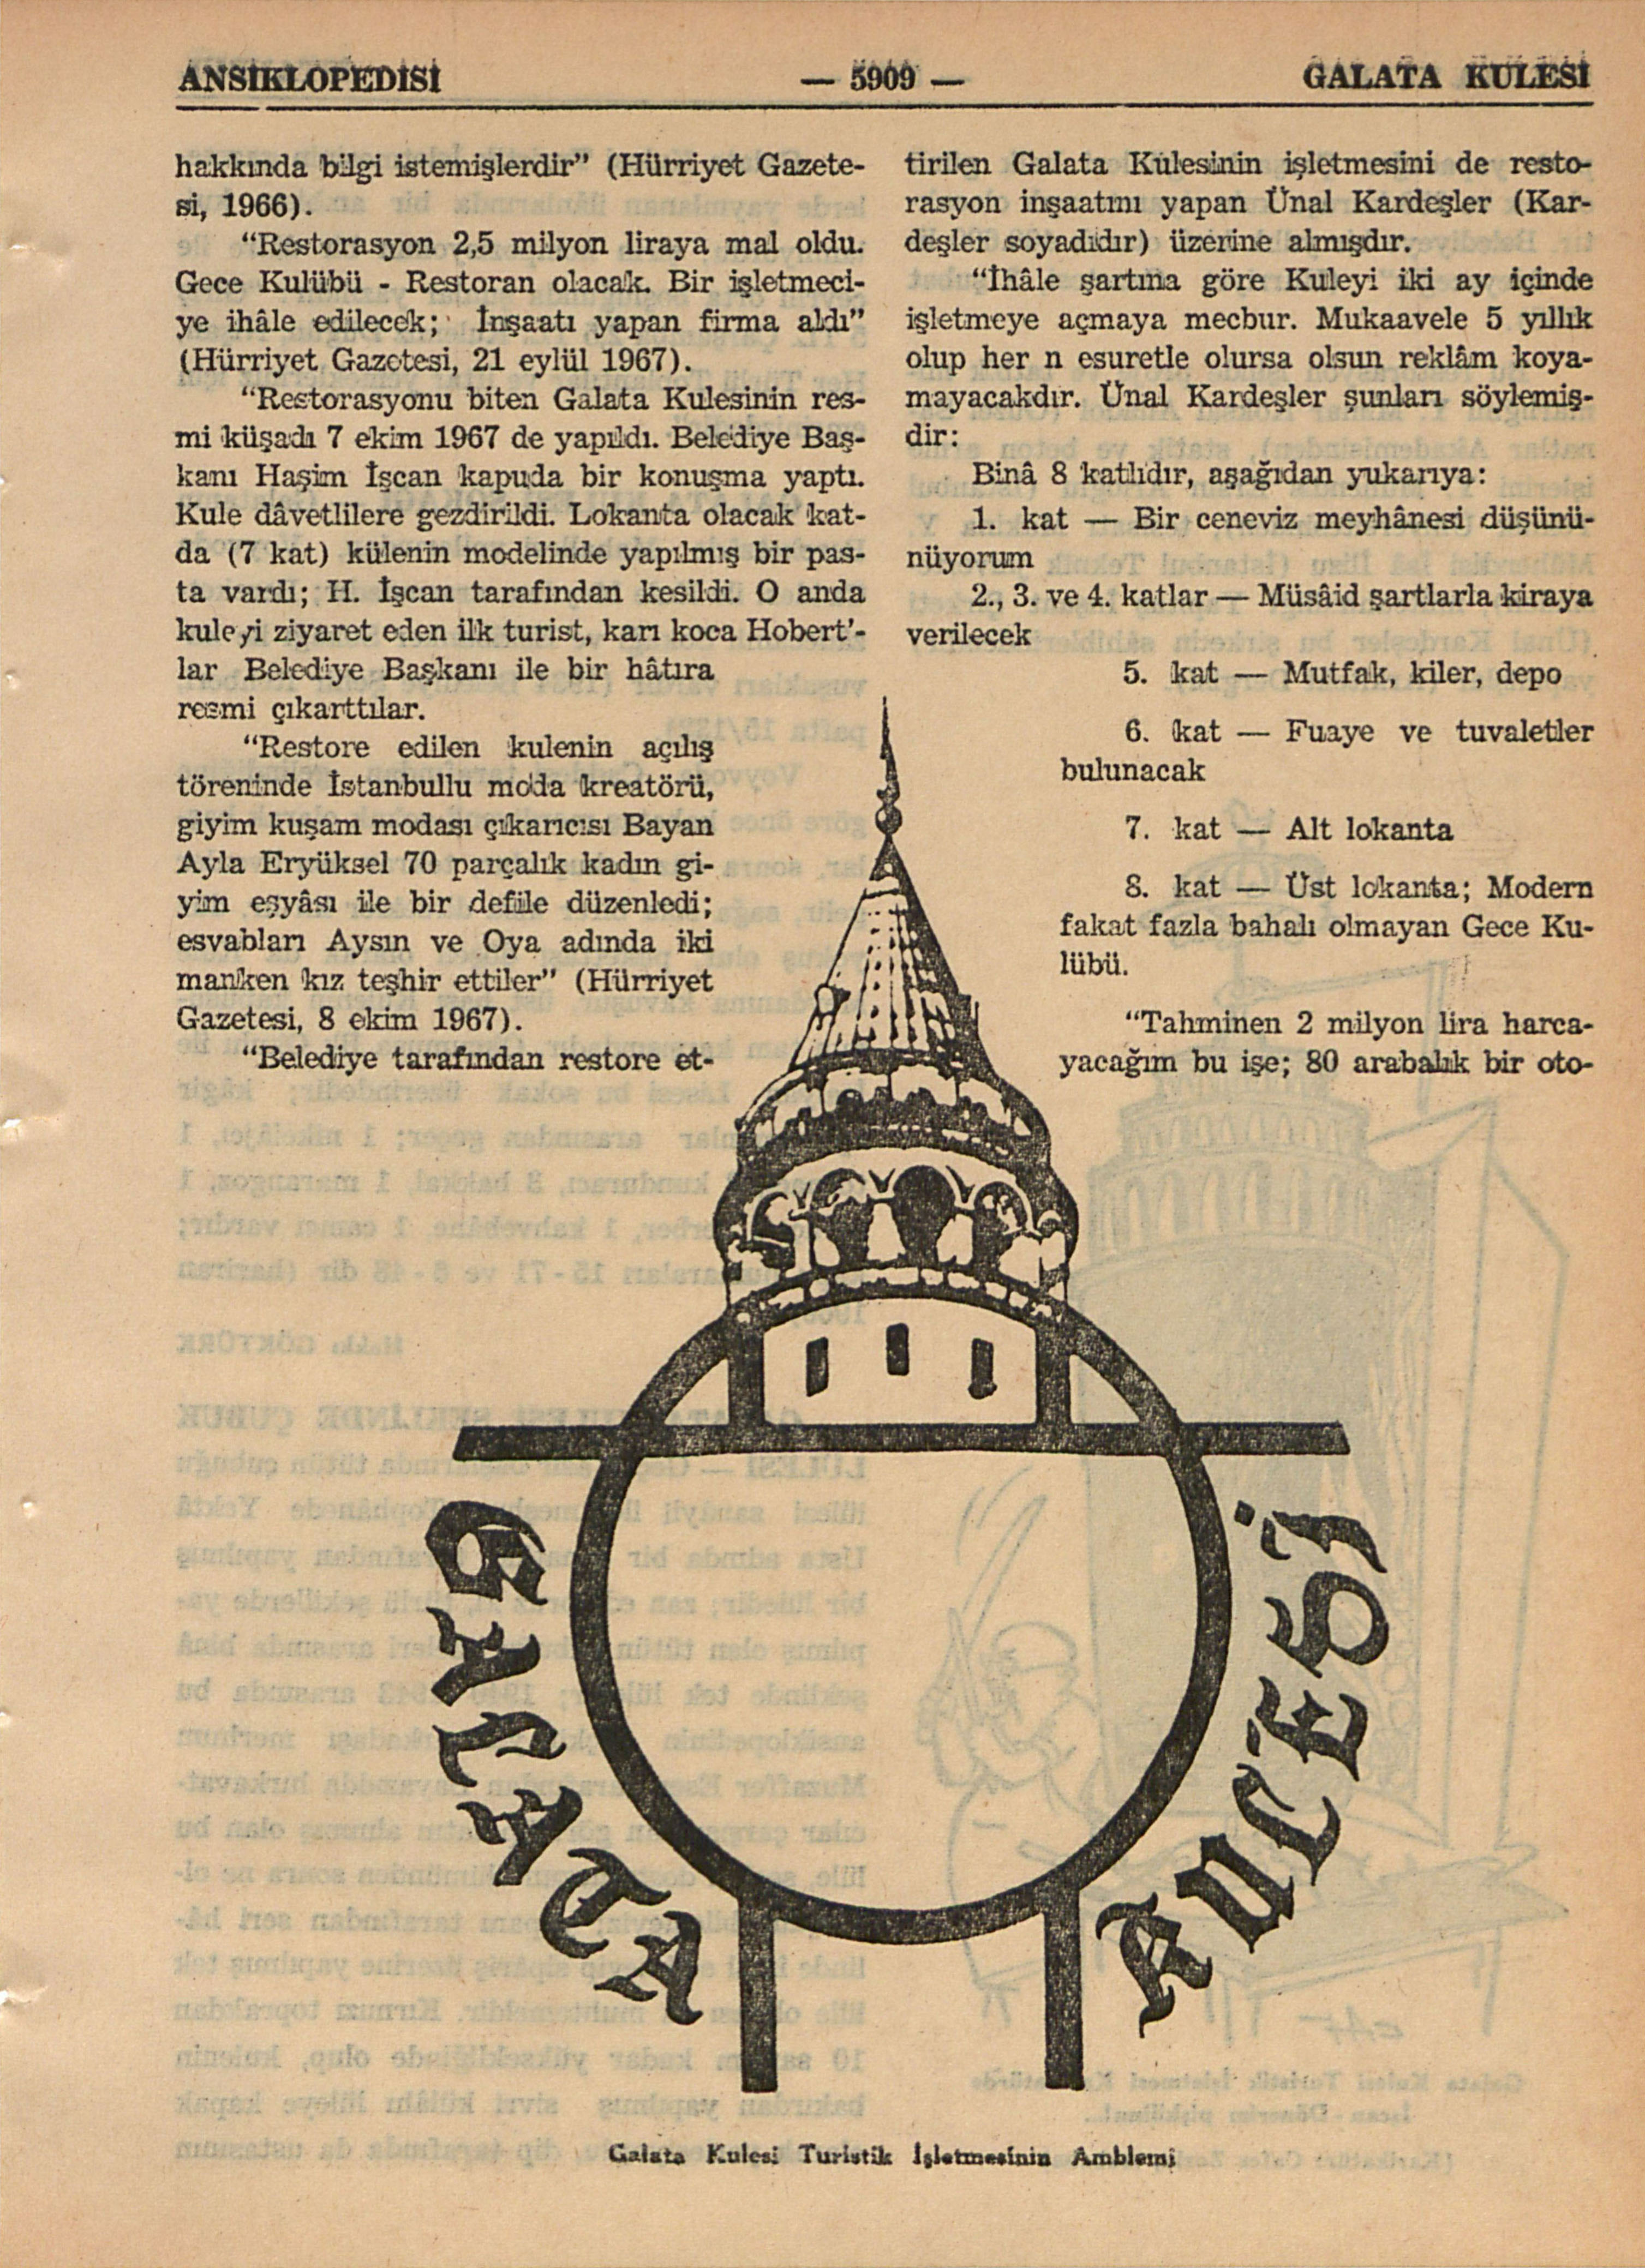 ANSİKLOPEDİSİ
— 5909 —
GALATA KULESİ
hakkında bilgi istemişlerdir” (Hürriyet Gazete-
si, 1966).
“Restorasyon 2,5 milyon liraya mal oldu.
Gece Kulübü - Restoran olacak. Bir işletmeci-
ye ihâle edilecek; İnşaatı yapan firma aldı”
(Hürriyet Gazetesi, 21 eylül 1967).
“Restorasyonu biten Galata Kulesinin res-
mi küşadı 7 ekim 1967 de yapıldı. Belediye Baş-
kanı Haşim İşcan kapuda bir konuşma yaptı.
Kule dâvetlilere gezdirildi. Lokanta olacak kat-
da (7 kat) külenin modelinde yapılmış bir pas-
ta vardı; H. İşcan tarafından kesildi. O anda
kuleyi ziyaret eden ilk turist, karı koca Hobert’-
lar Belediye Başkanı ile bir hâtıra
resmi çıkarttılar.
“Restore edilen kulenin açılış
töreninde İstanbullu moda kreatörü,
giyim kuşam modası çıkarıcısı Bayan
Ayla Eryüksel 70 parçalık kadın gi-
yim eşyâsı ile bir defile düzenledi;
esvabları Aysın ve Oya adında iki
manken kız teşhir ettiler” (Hürriyet
Gazetesi, 8 ekim 1967).
“Belediye tarafından restore et-
tirilen Galata Kulesinin işletmesini de resto-
rasyon inşaatını yapan Ünal Kardeşler (Kar-
deşler soyadıdır) üzerine almışdır.
“İhâle şartına göre Kuleyi iki ay içinde
işletmeye açmaya mecbur. Mukaavele 5 yıllık
olup her n esuretle olursa olsun reklâm koya-
mayacakdır. Ünal Kardeşler şunları söylemiş-
dir:
Binâ 8 katlıdır, aşağıdan yukarıya:
1. kat — Bir ceneviz meyhânesi düşünü-
nüyorum
2., 3. ve 4. katlar — Müsâid şartlarla kiraya
verilecek
5. kat — Mutfak, kiler, depo
6. kat — Fuaye ve tuvaletler
bulunacak
7. kat — Alt lokanta
8. kat — Üst lokanta; Modern
fakat fazla bahalı olmayan Gece Ku-
lübü.
“Tahminen 2 milyon lira harca-
yacağım bu işe; 80 arabalık bir oto-
GALATA
KULESİ
Galata Kulesi Turistik İşletmesinin Amblemi